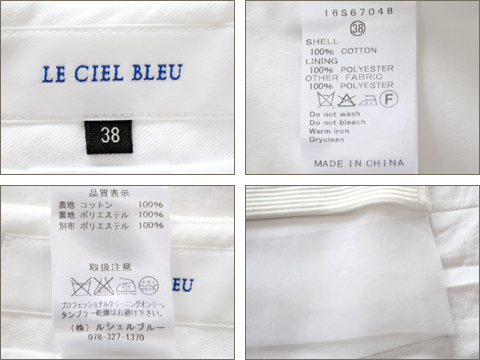 LE CIEL BLEU
38
16S67048
38
SHELL
100% COTTON
LINING
100% POLYESTER
OTHER FABRIC
100% POLYESTER
F
Do not wash
Do not bleach
Warm iron
Dryclean
MADE IN CHINA
品質表示
表地 コットン 100%
裏地 ポリエステル 100%
別布 ポリエステル 100%
取扱注意
EU
プロフェッショナルクリーニングオンリー。
タンブラー乾燥はお避け下さい。
(株) ルシェルブルー
078-327-1370